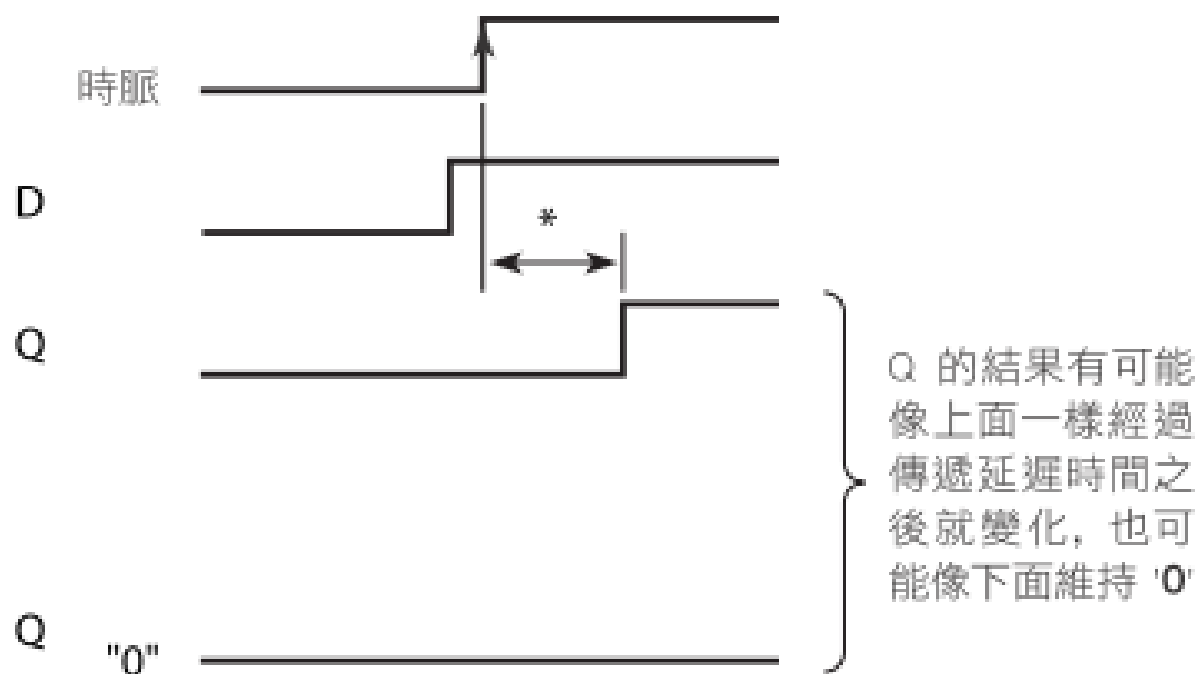 時脈
D
*
Q
Q 的結果有可能
像上面一樣經過
傳遞延遲時間之
後就變化，也可
能像下面維持 '0'
Q
"0"